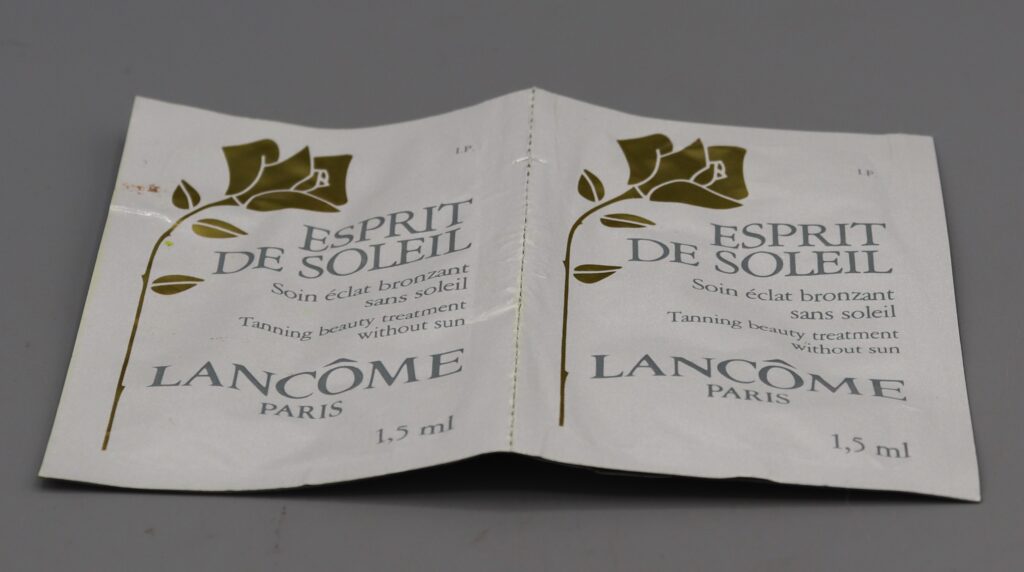 I.P.
ESPRIT
DE SOLEIL
Soin éclat bronzant
sans soleil
Tanning beauty treatment
without sun
LANCÔME
PARIS
1,5 ml
I.P.
ESPRIT
DE SOLEIL
Soin éclat bronzant
sans soleil
Tanning beauty treatment
without sun
LANCÔME
PARIS
1,5 ml